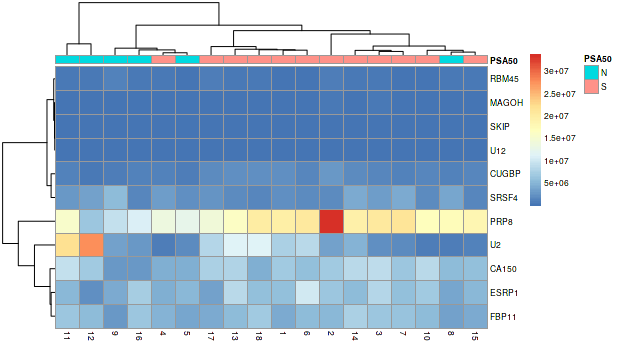 PSA50
RBM45
MAGOH
SKIP
U12
CUGBP
SRSF4
PRP8
U2
CA150
ESRP1
FBP11
11 12 9 16 4 5 17 13 18 1 6 2 14 3 7 10 8 15
3e+07
2.5e+07
2e+07
1.5e+07
1e+07
5e+06
PSA50
N
S